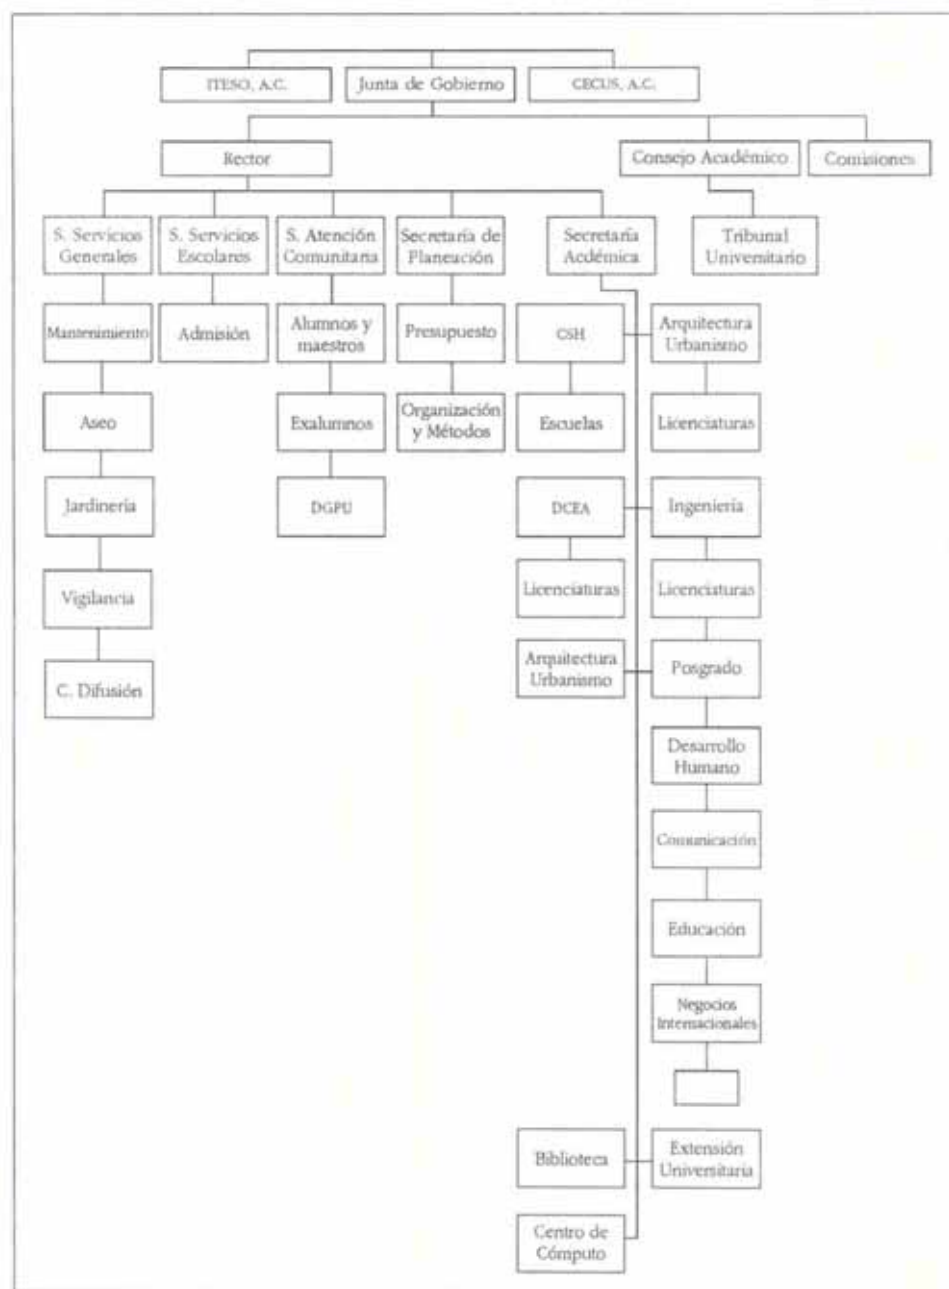 ITESO, A.C.
Junta de Gobierno
CECUS, A.C.
Rector
Consejo Académico
Comisiones
S. Servicios
Generales
S. Servicios
Escolares
S. Atención
Comunitaria
Secretaría de
Planeación
Secretaría
Acdémica
Tribunal
Universitario
Mantenimiento
Admisión
Alumnos y
maestros
Presupuesto
CSH
Arquitectura
Urbanismo
Aseo
Exalumnos
Organización
y Métodos
Escuelas
Licenciaturas
Jardinería
DGPU
DCEA
Ingeniería
Vigilancia
Licenciaturas
Licenciaturas
C. Difusión
Arquitectura
Urbanismo
Posgrado
Desarrollo
Humano
Comunicación
Educación
Negocios
Internacionales
Biblioteca
Extensión
Universitaria
Centro de
Cómputo